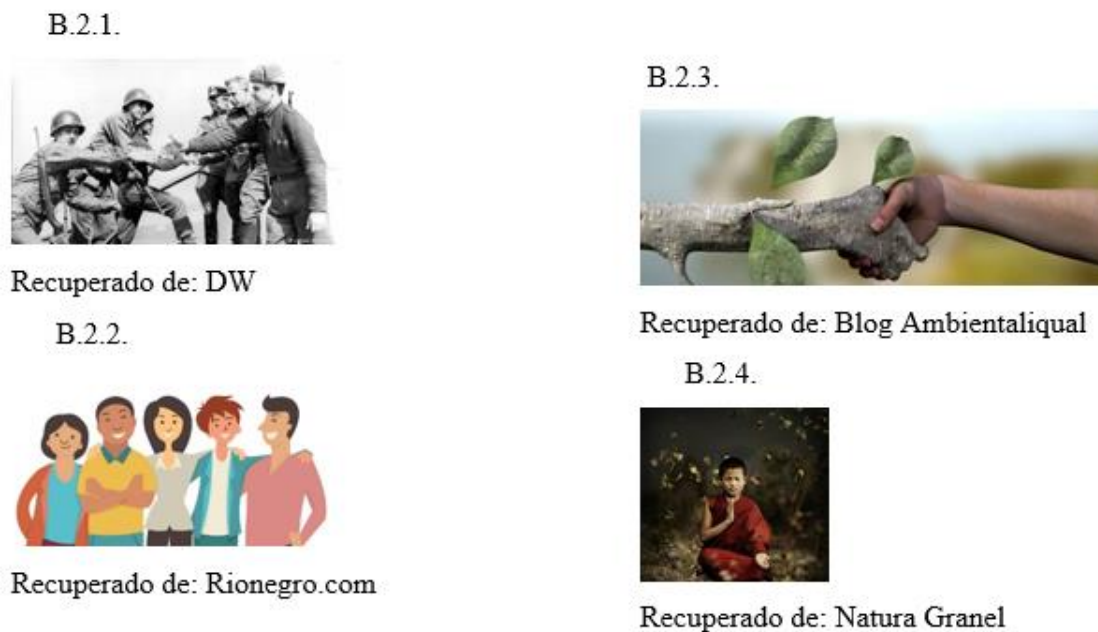 B.2.1.
Recuperado de: DW
B.2.2.
Recuperado de: Rionegro.com
B.2.3.
Recuperado de: Blog Ambientaliqual
B.2.4.
Recuperado de: Natura Granel